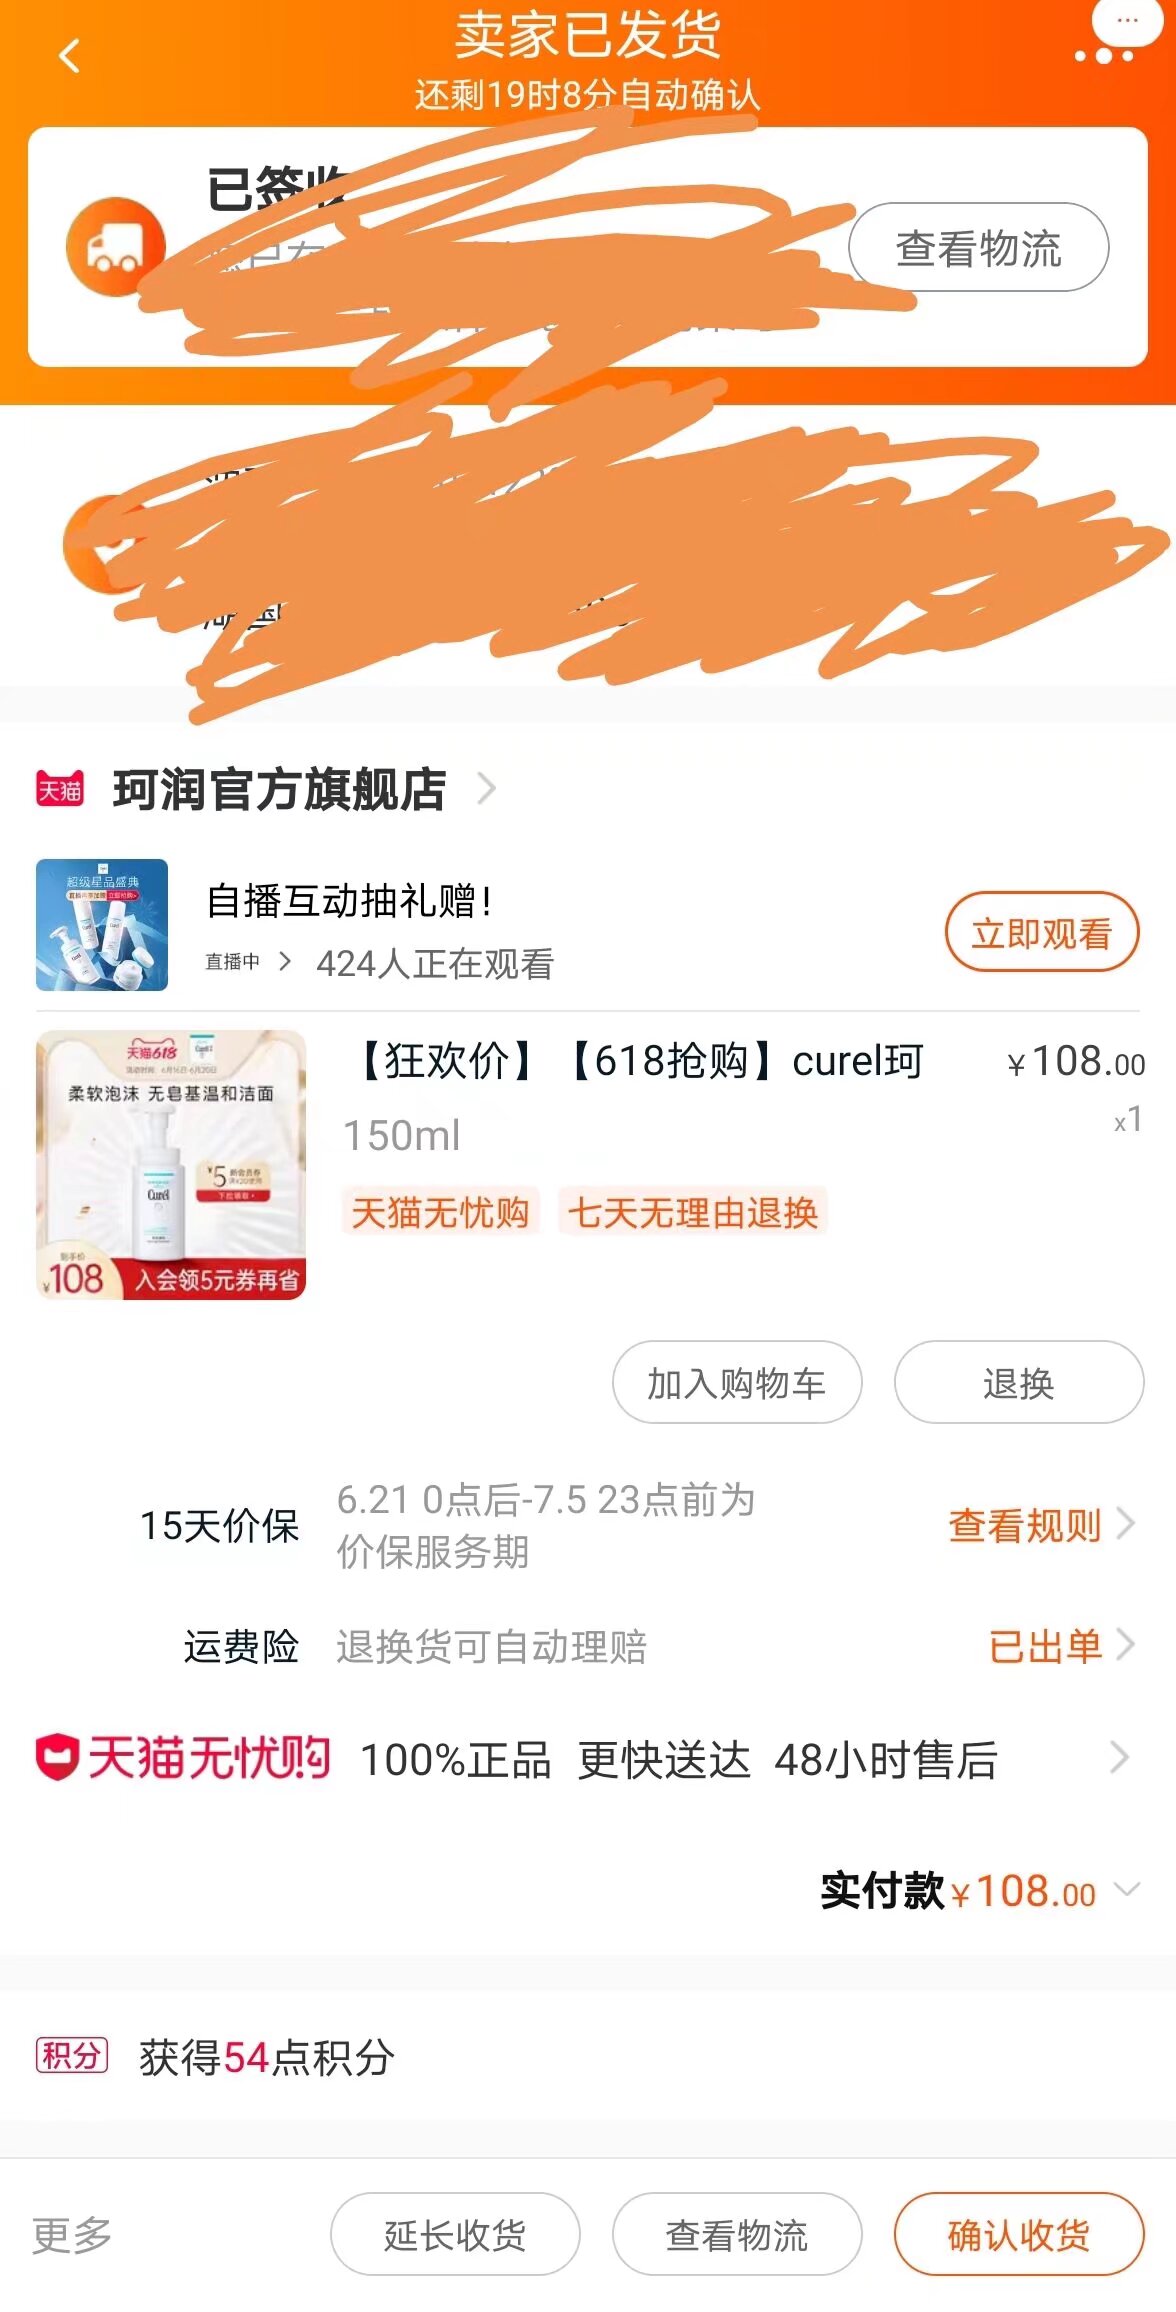 卖家已发货
还剩19时8分自动确认
已签收
查看物流
天猫 珂润官方旗舰店
超级星品盛典
自播互动抽礼赠!
直播中 424人正在观看
立即观看
天猫618
柔软泡沫 无皂基温和洁面
Curél
¥5
到手价
¥108 入会领5元券再省
【狂欢价】【618抢购】curel珂 ¥108.00
150ml x1
天猫无忧购 七天无理由退换
加入购物车 退换
15天价保 6.21 0点后-7.5 23点前为
价保服务期 查看规则
运费险 退换货可自动理赔 已出单
天猫无忧购 100%正品 更快送达 48小时售后
实付款¥108.00
积分 获得54点积分
更多 延长收货 查看物流 确认收货